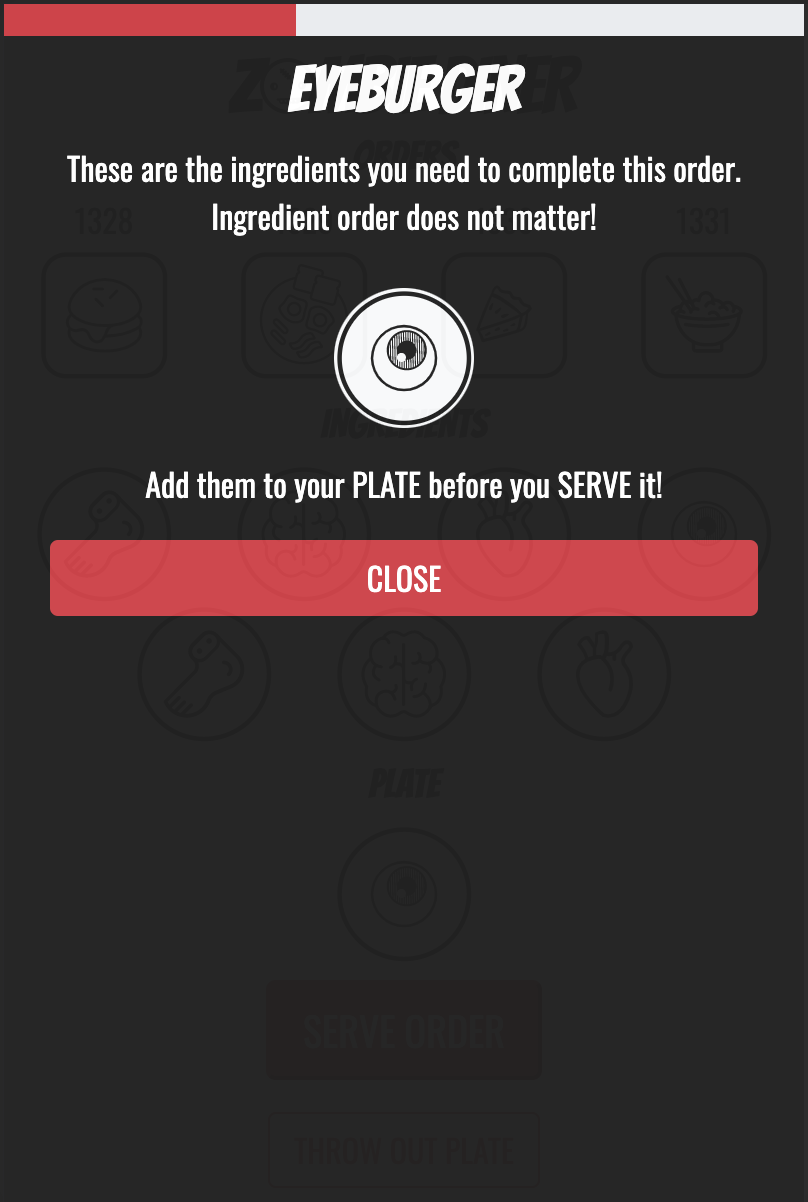 EYEBURGER
These are the ingredients you need to complete this order.
Ingredient order does not matter!
Add them to your PLATE before you SERVE it!
CLOSE
ORDERS
1328
1331
INGREDIENTS
PLATE
SERVE ORDER
THROW OUT PLATE